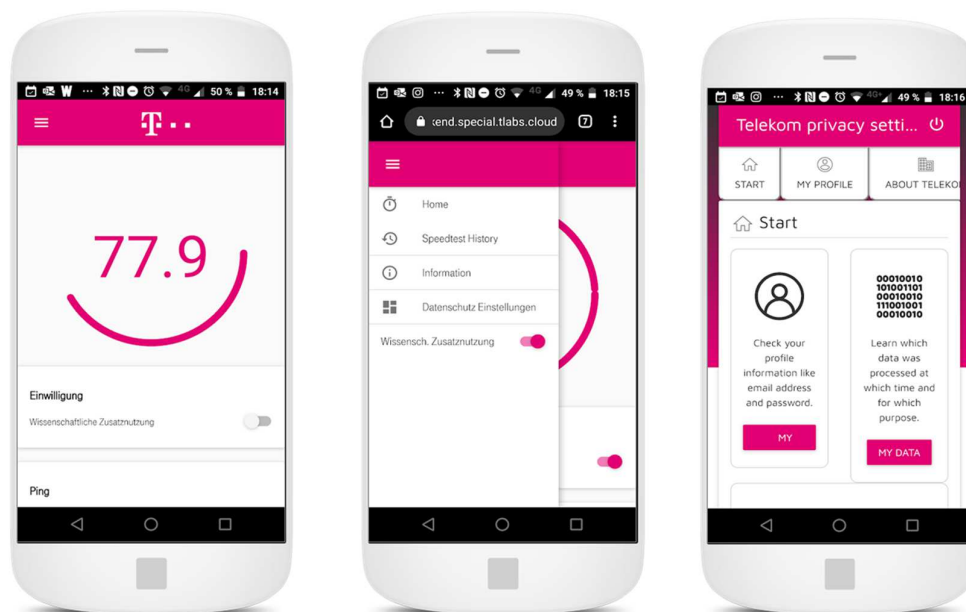 W ... 4G 50 % 18:14
T . .
77.9
Einwilligung
Wissenschaftliche Zusatznutzung
Ping
... 4G 49 % 18:15
:end.special.tlabs.cloud 7
Home
Speedtest History
Information
Datenschutz Einstellungen
Wissensch. Zusatznutzung
... 4G+ 49 % 18:16
Telekom privacy setti...
START MY PROFILE ABOUT TELEKO
Start
Check your
profile
information like
email address
and password.
MY
00010010
101001101
00010010
111001001
00010010
Learn which
data was
processed at
which time and
for which
purpose.
MY DATA